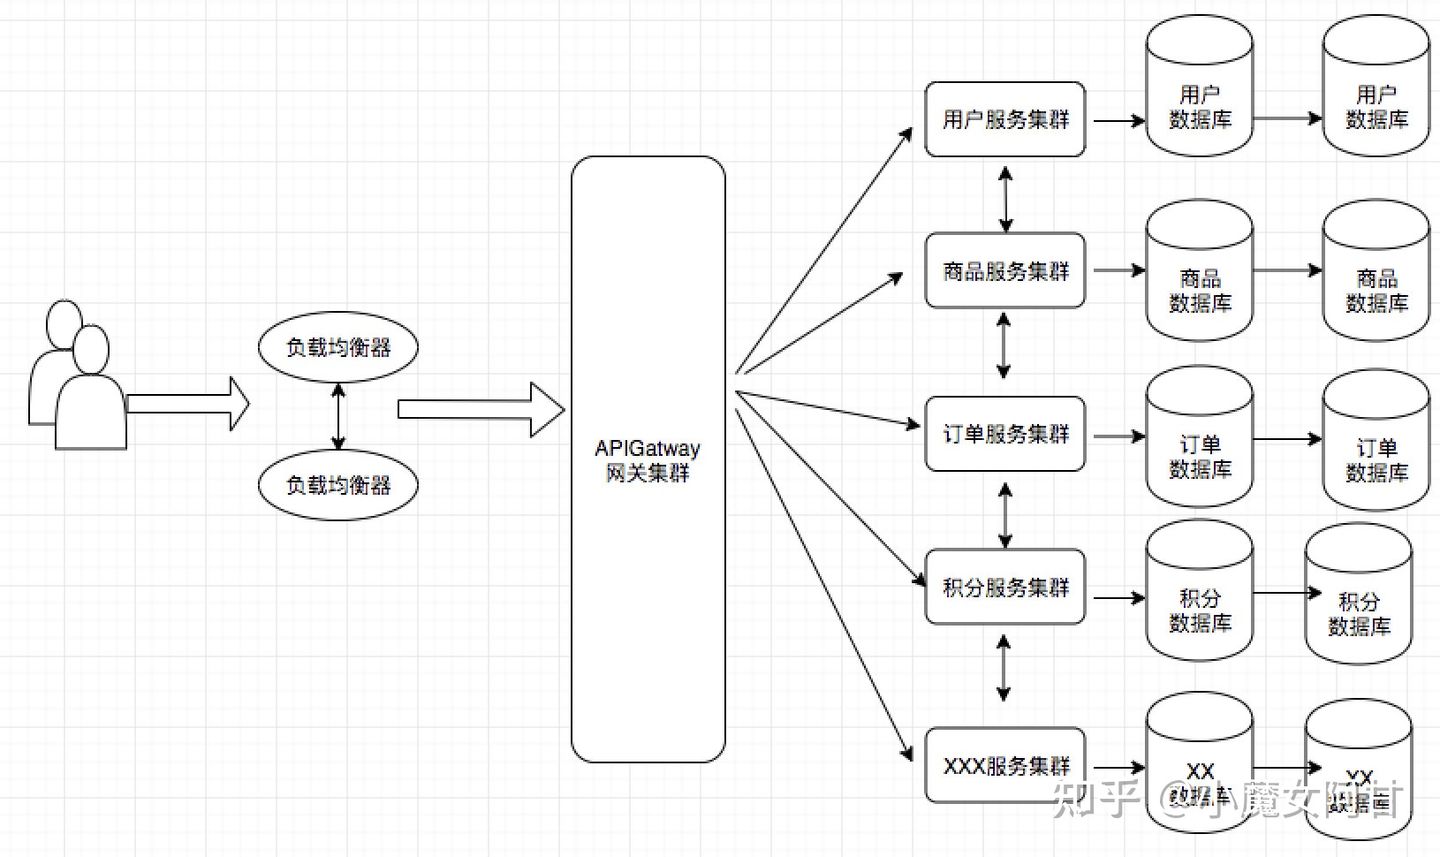 用户服务集群
用户
数据库
用户
数据库
商品服务集群
商品
数据库
商品
数据库
负载均衡器
负载均衡器
APIGatway
网关集群
订单服务集群
订单
数据库
订单
数据库
积分服务集群
积分
数据库
积分
数据库
XXX服务集群
XX
数据库
XX
数据库
知乎 @小魔女阿甘